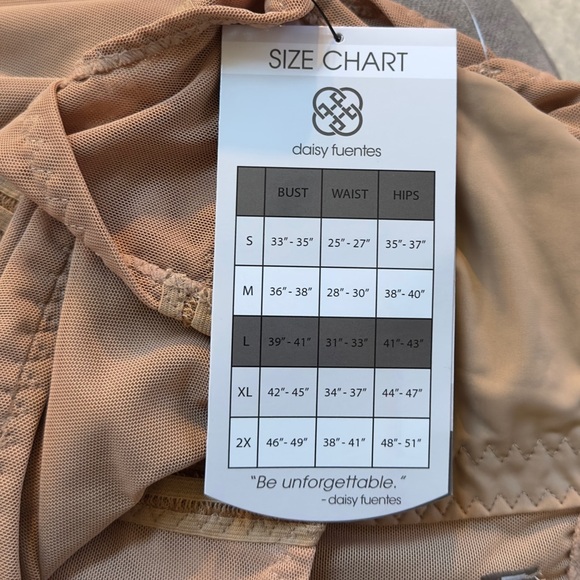 SIZE CHART
daisy fuentes
BUST WAIST HIPS
S 33"- 35" 25"- 27" 35"- 37"
M 36"- 38" 28"- 30" 38"- 40"
L 39"- 41" 31"- 33" 41"- 43"
XL 42"- 45" 34"- 37" 44"- 47"
2X 46"- 49" 38"- 41" 48"- 51"
"Be unforgettable."
- daisy fuentes